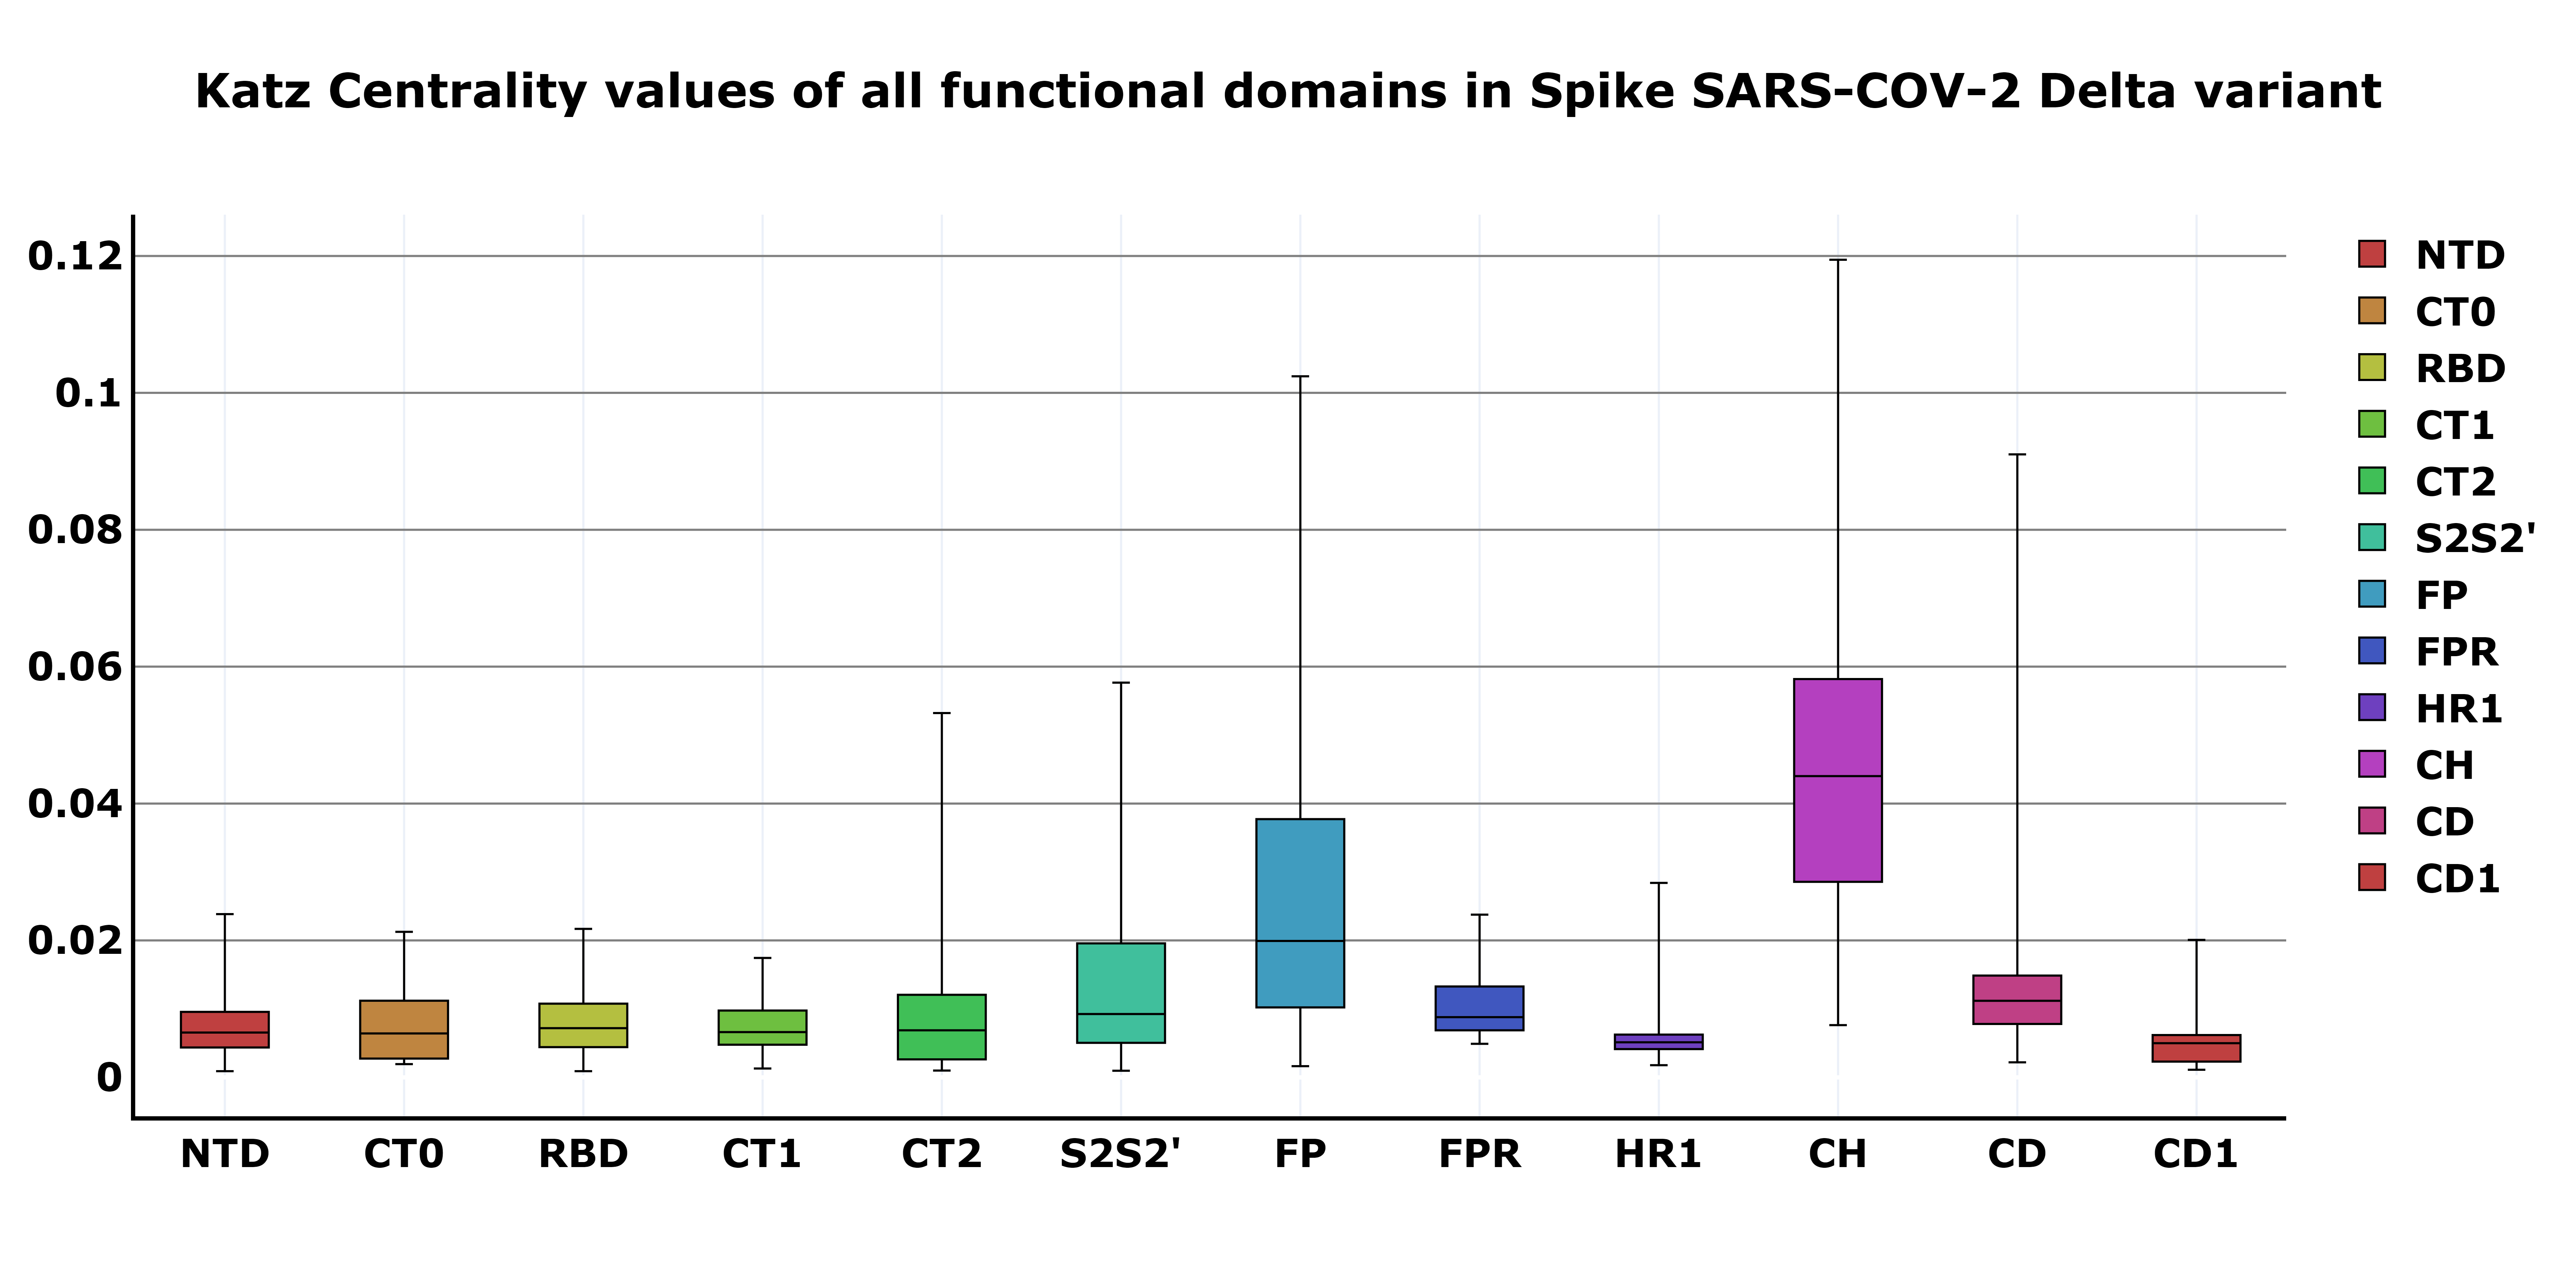 Katz Centrality values of all functional domains in Spike SARS-COV-2 Delta variant
0.12
0.1
0.08
0.06
0.04
0.02
0
NTD CT0 RBD CT1 CT2 S2S2' FP FPR HR1 CH CD CD1
NTD
CT0
RBD
CT1
CT2
S2S2'
FP
FPR
HR1
CH
CD
CD1